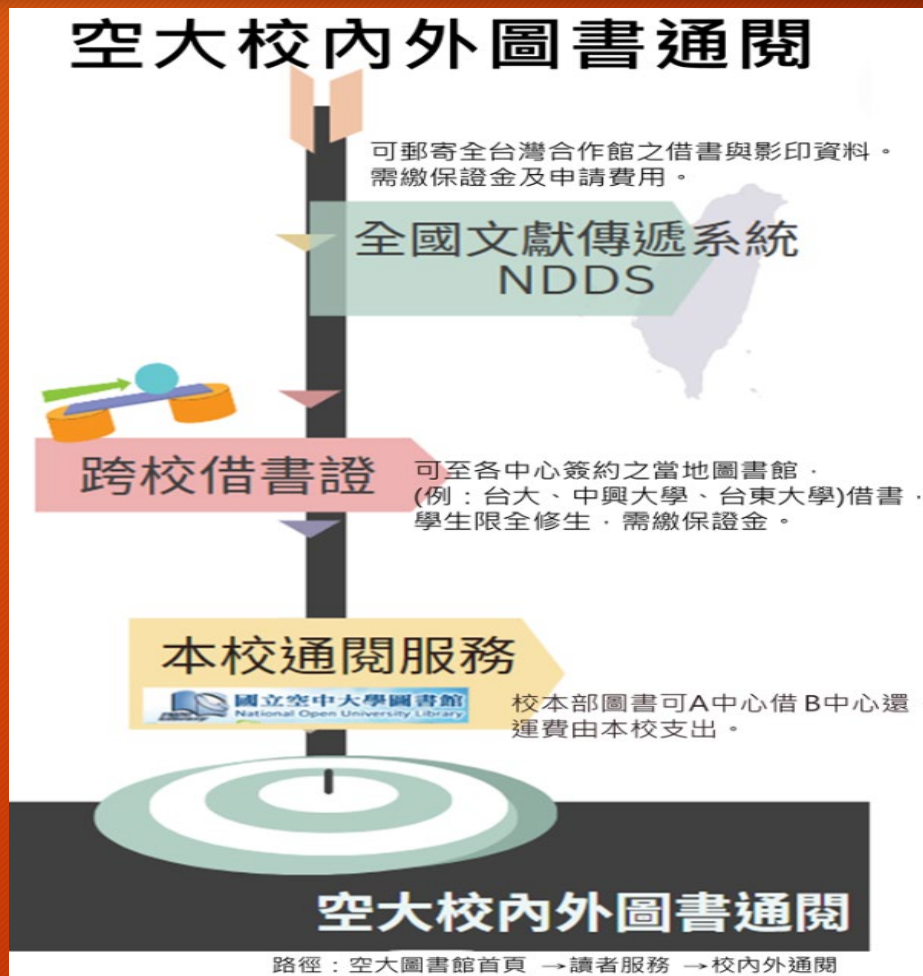 空大校內外圖書通閱
可郵寄全台灣合作館之借書與影印資料。
需繳保證金及申請費用。
全國文獻傳遞系統
NDDS
跨校借書證
可至各中心簽約之當地圖書館，
(例：台大、中興大學、台東大學)借書，
學生限全修生，需繳保證金。
本校通閱服務
國立空中大學圖書館
National Open University Library
校本部圖書可A中心借 B中心還
運費由本校支出。
空大校內外圖書通閱
路徑：空大圖書館首頁 →讀者服務 →校內外通閱